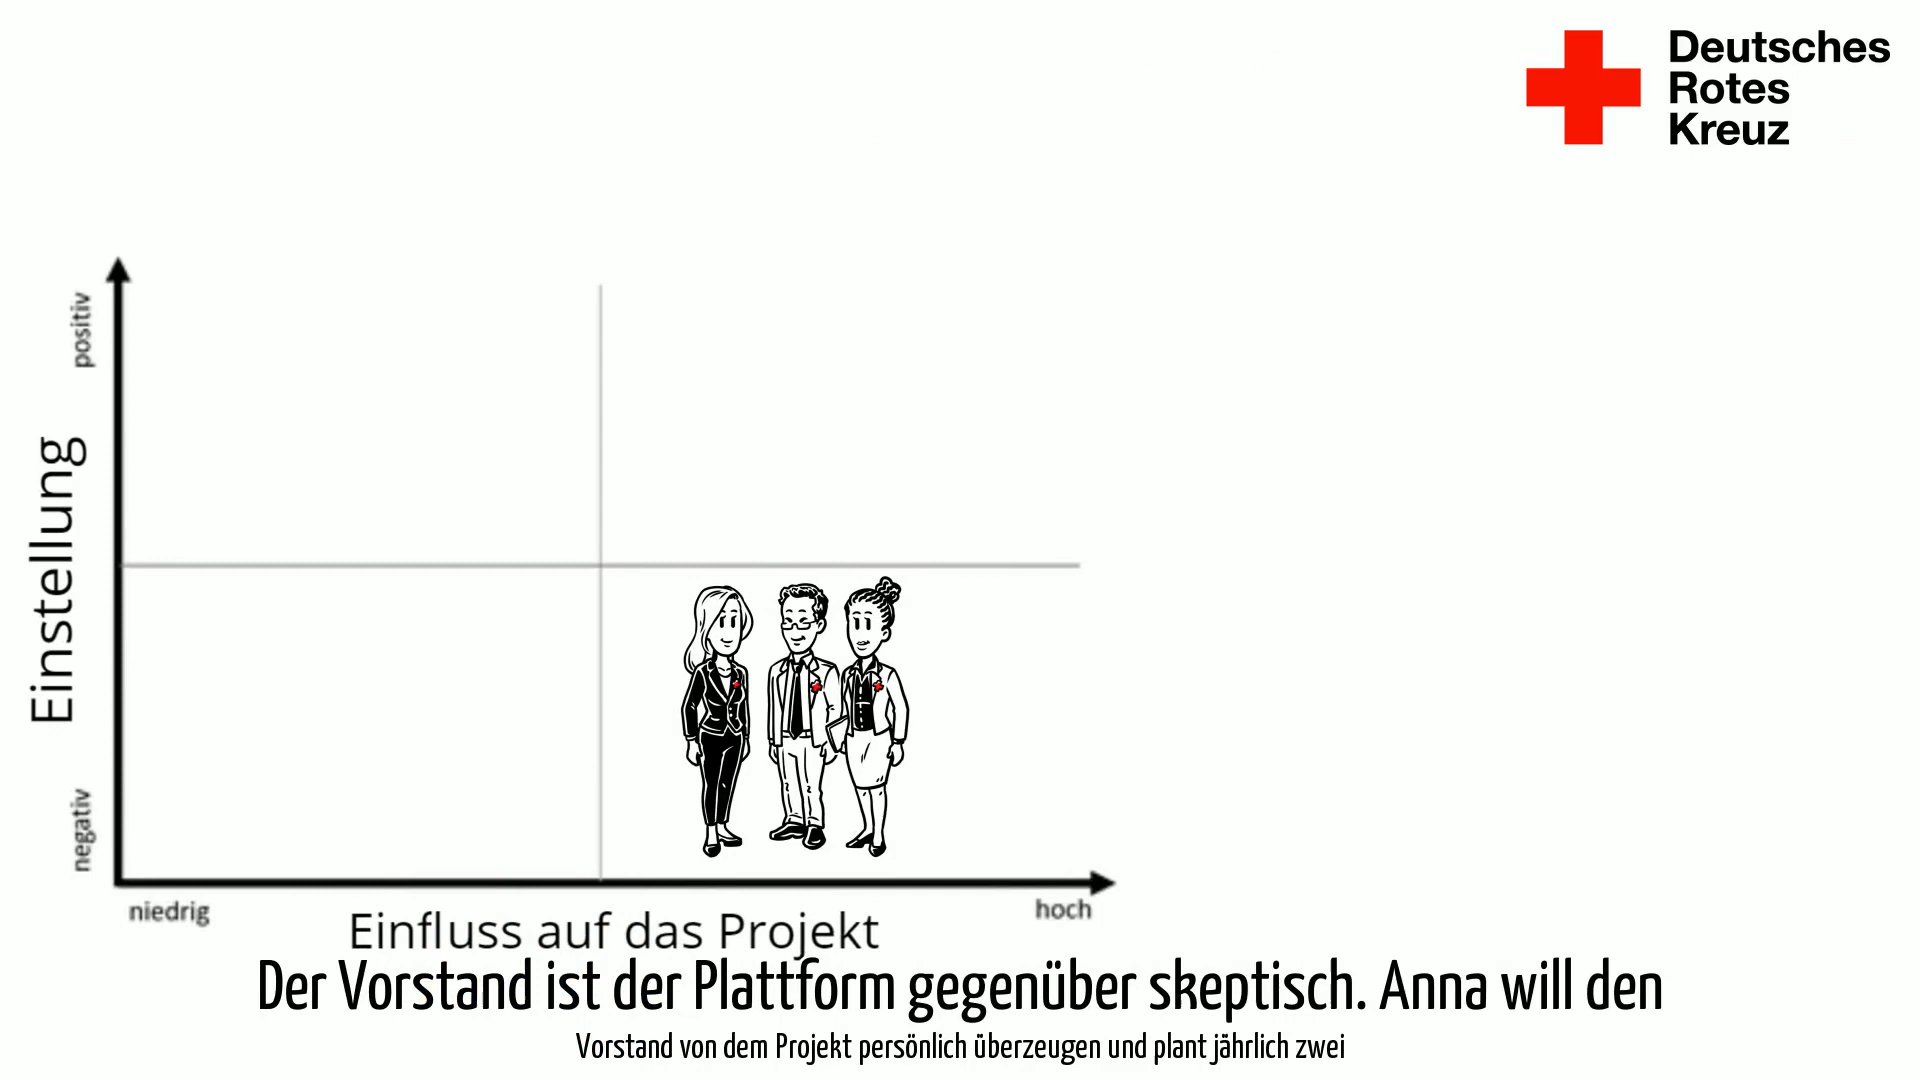 Deutsches
Rotes
Kreuz
positiv
Einstellung
negativ
niedrig
hoch
Einfluss auf das Projekt
Der Vorstand ist der Plattform gegenüber skeptisch. Anna will den
Vorstand von dem Projekt persönlich überzeugen und plant jährlich zwei